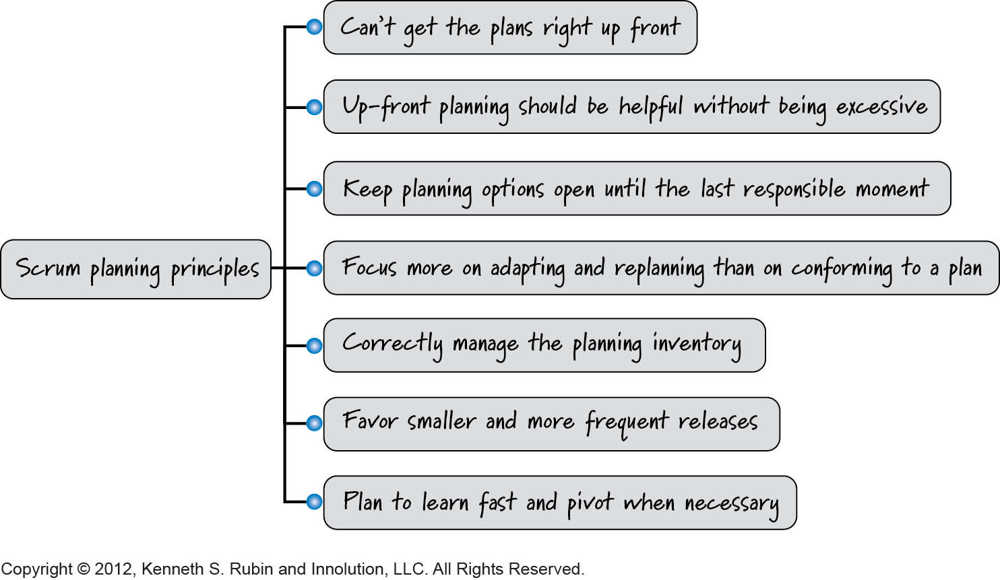 Can't get the plans right up front
Up-front planning should be helpful without being excessive
Keep planning options open until the last responsible moment
Scrum planning principles
Focus more on adapting and replanning than on conforming to a plan
Correctly manage the planning inventory
Favor smaller and more frequent releases
Plan to learn fast and pivot when necessary
Copyright © 2012, Kenneth S. Rubin and Innolution, LLC. All Rights Reserved.